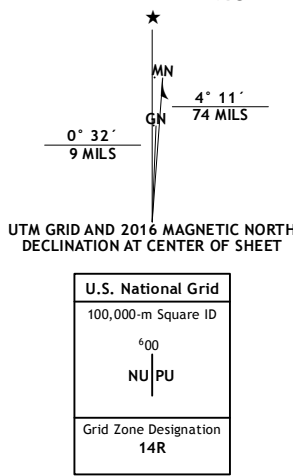 ★
MN
4° 11´
74 MILS
GN
0° 32´
9 MILS
UTM GRID AND 2016 MAGNETIC NORTH
DECLINATION AT CENTER OF SHEET
U.S. National Grid
100,000-m Square ID
⁶00
NU PU
Grid Zone Designation
14R